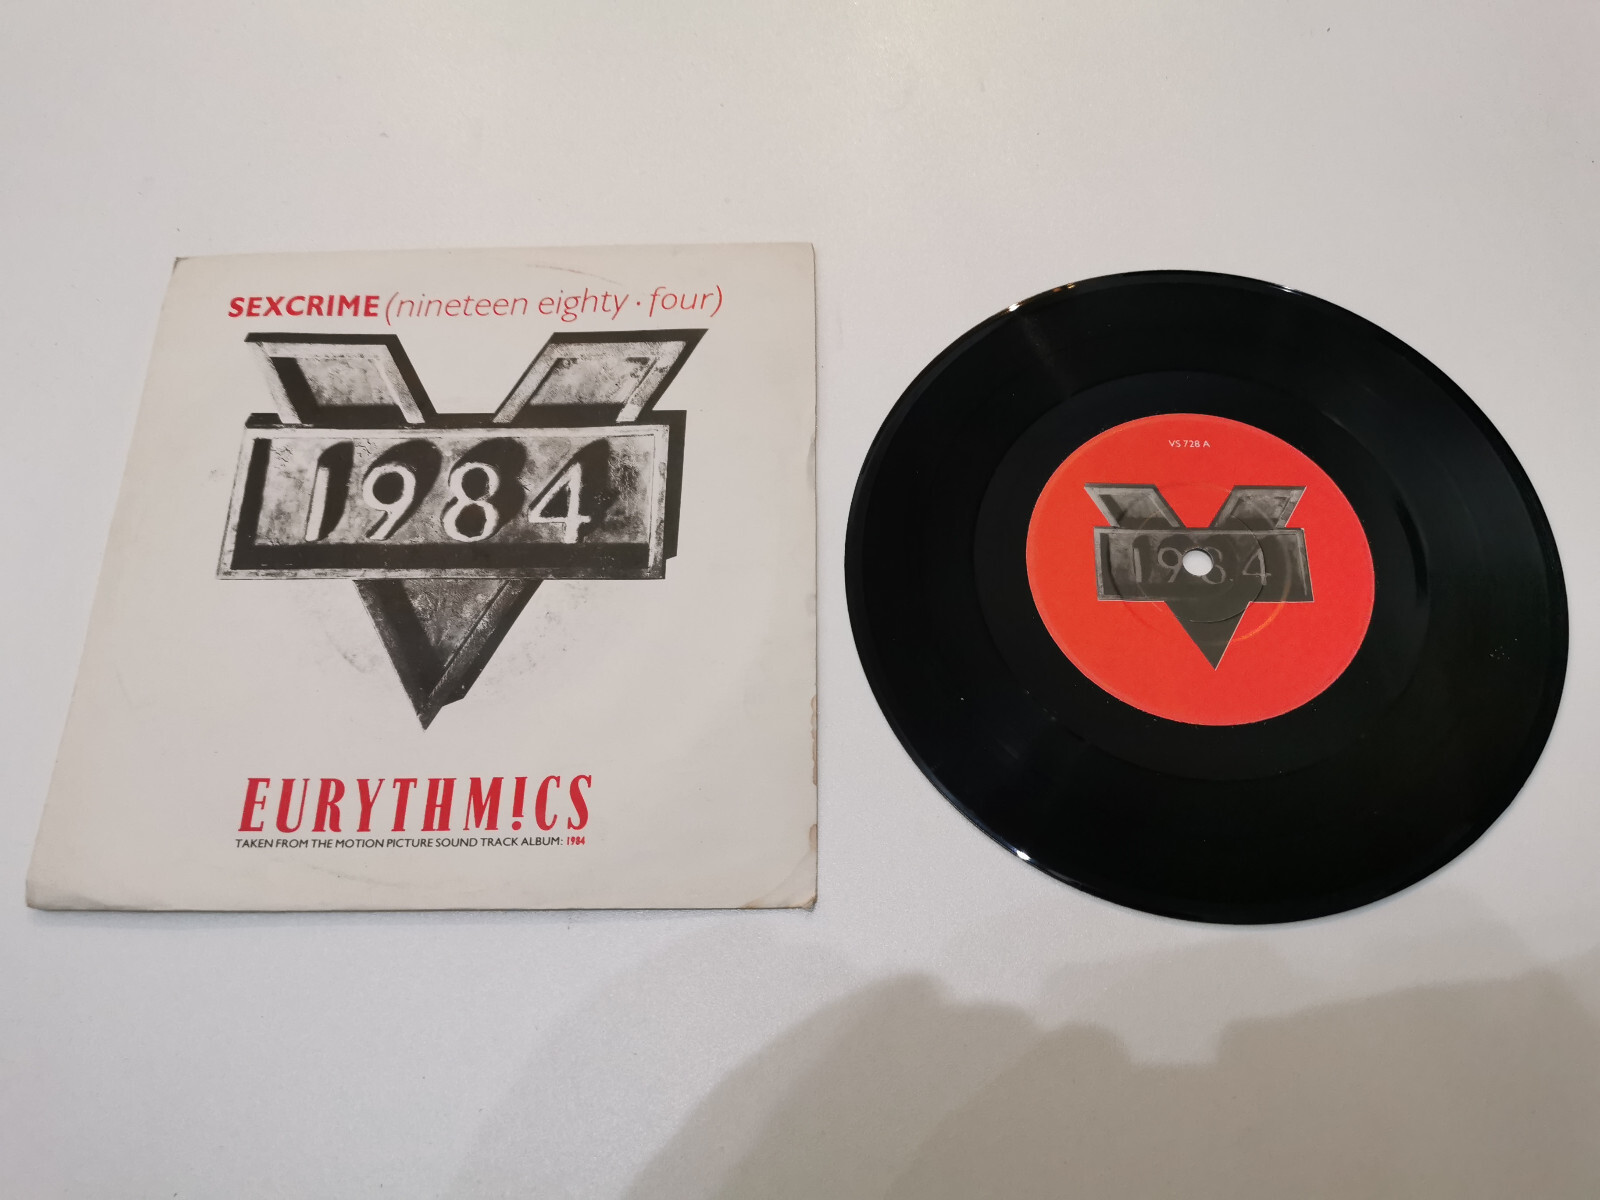 SEXCRIME (nineteen eighty · four)
1984
EURYTHM!CS
TAKEN FROM THE MOTION PICTURE SOUND TRACK ALBUM: 1984
VS 728 A
1984